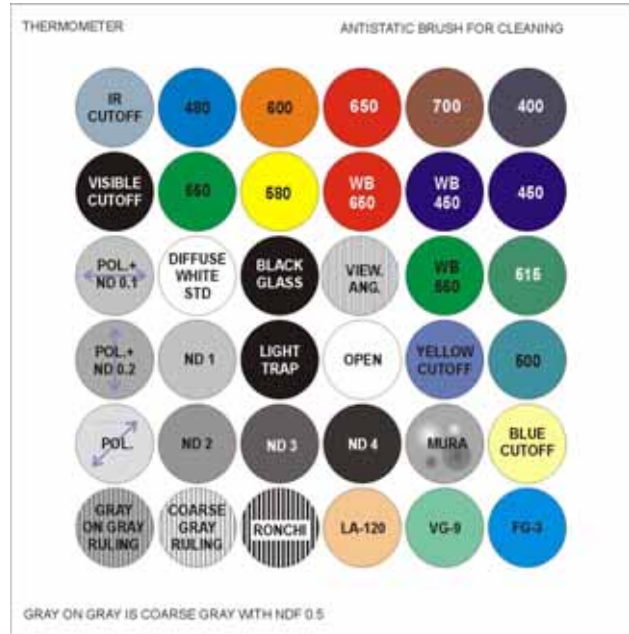 THERMOMETER
ANTISTATIC BRUSH FOR CLEANING
IR
CUTOFF
480
600
650
700
400
VISIBLE
CUTOFF
550
580
WB
650
WB
450
450
POL.+
ND 0.1
DIFFUSE
WHITE
STD
BLACK
GLASS
VIEW.
ANG.
WB
550
515
POL.+
ND 0.2
ND 1
LIGHT
TRAP
OPEN
YELLOW
CUTOFF
500
POL.
ND 2
ND 3
ND 4
MURA
BLUE
CUTOFF
GRAY
ON GRAY
RULING
COARSE
GRAY
RULING
RONCHI
LA-120
VG-9
FG-3
GRAY ON GRAY IS COARSE GRAY WITH NDF 0.5